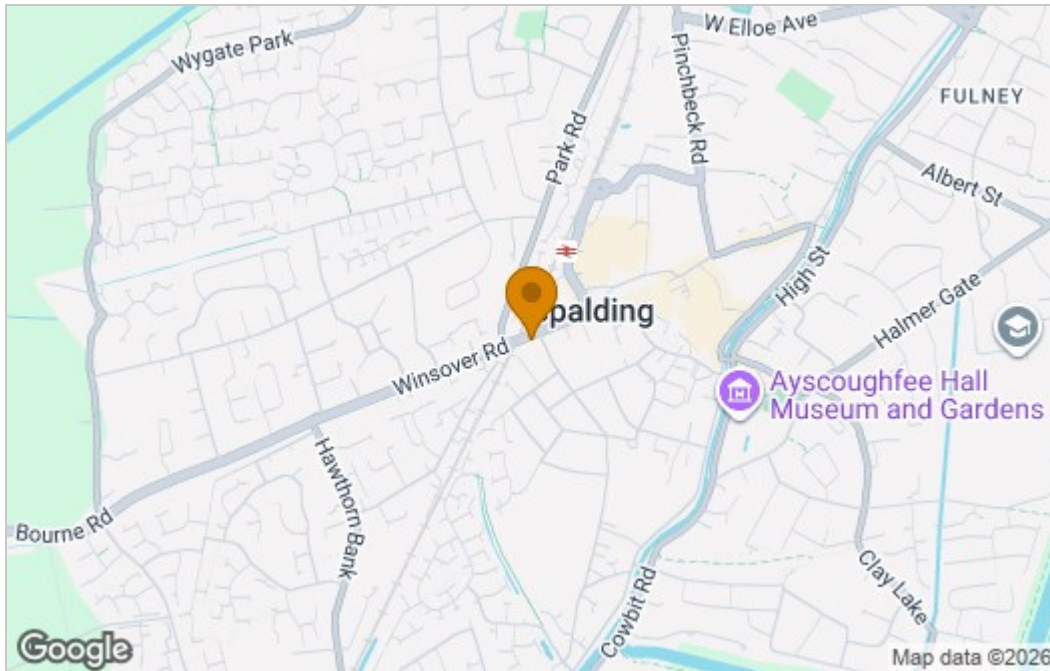 Wygate Park
W Elloe Ave
Pinchbeck Rd
FULNEY
Park Rd
Albert St
High St
Spalding
Halmer Gate
Winsover Rd
Ayscoughfee Hall
Museum and Gardens
Hawthorn Bank
Bourne Rd
Cowbit Rd
Clay Lake
Google
Map data ©2026